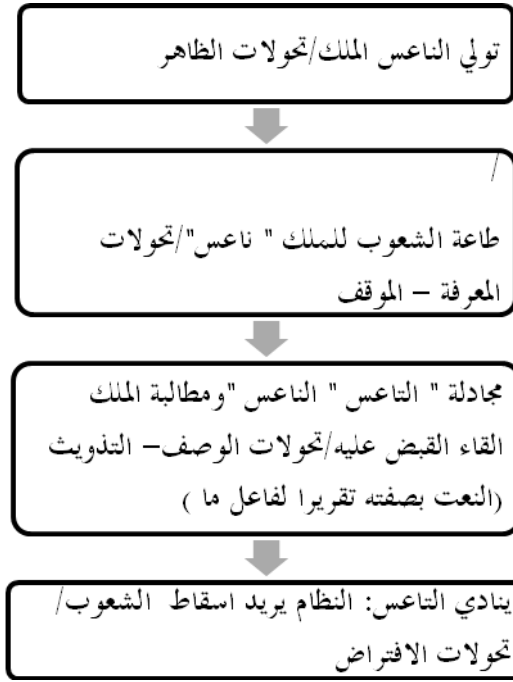 تولي الناعس الملك/تحولات الظاهر
/
طاعة الشعوب للملك " ناعس"/تحولات
المعرفة – الموقف
مجادلة " التاعس " الناعس "ومطالبة الملك
القاء القبض عليه/تحولات الوصف– التذويث
(النعت بصفته تقريرا لفاعل ما )
ينادي التاعس: النظام يريد اسقاط الشعوب/
تحولات الافتراض